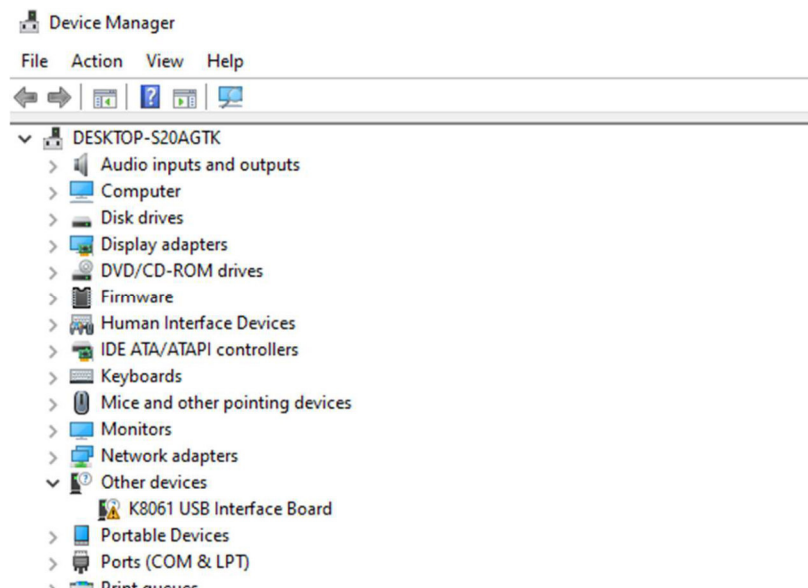 Device Manager
File Action View Help
DESKTOP-S20AGTK
Audio inputs and outputs
Computer
Disk drives
Display adapters
DVD/CD-ROM drives
Firmware
Human Interface Devices
IDE ATA/ATAPI controllers
Keyboards
Mice and other pointing devices
Monitors
Network adapters
Other devices
K8061 USB Interface Board
Portable Devices
Ports (COM & LPT)
Print queues